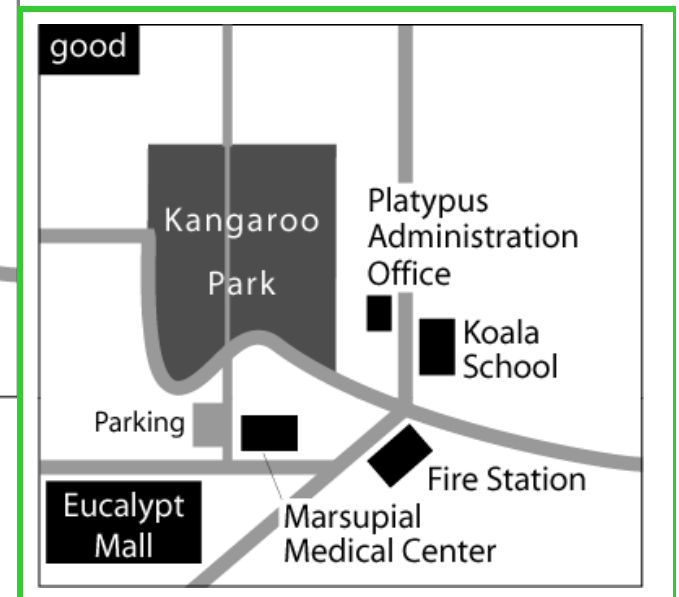 good
Kangaroo
Park
Platypus
Administration
Office
Koala
School
Parking
Fire Station
Eucalypt
Mall
Marsupial
Medical Center